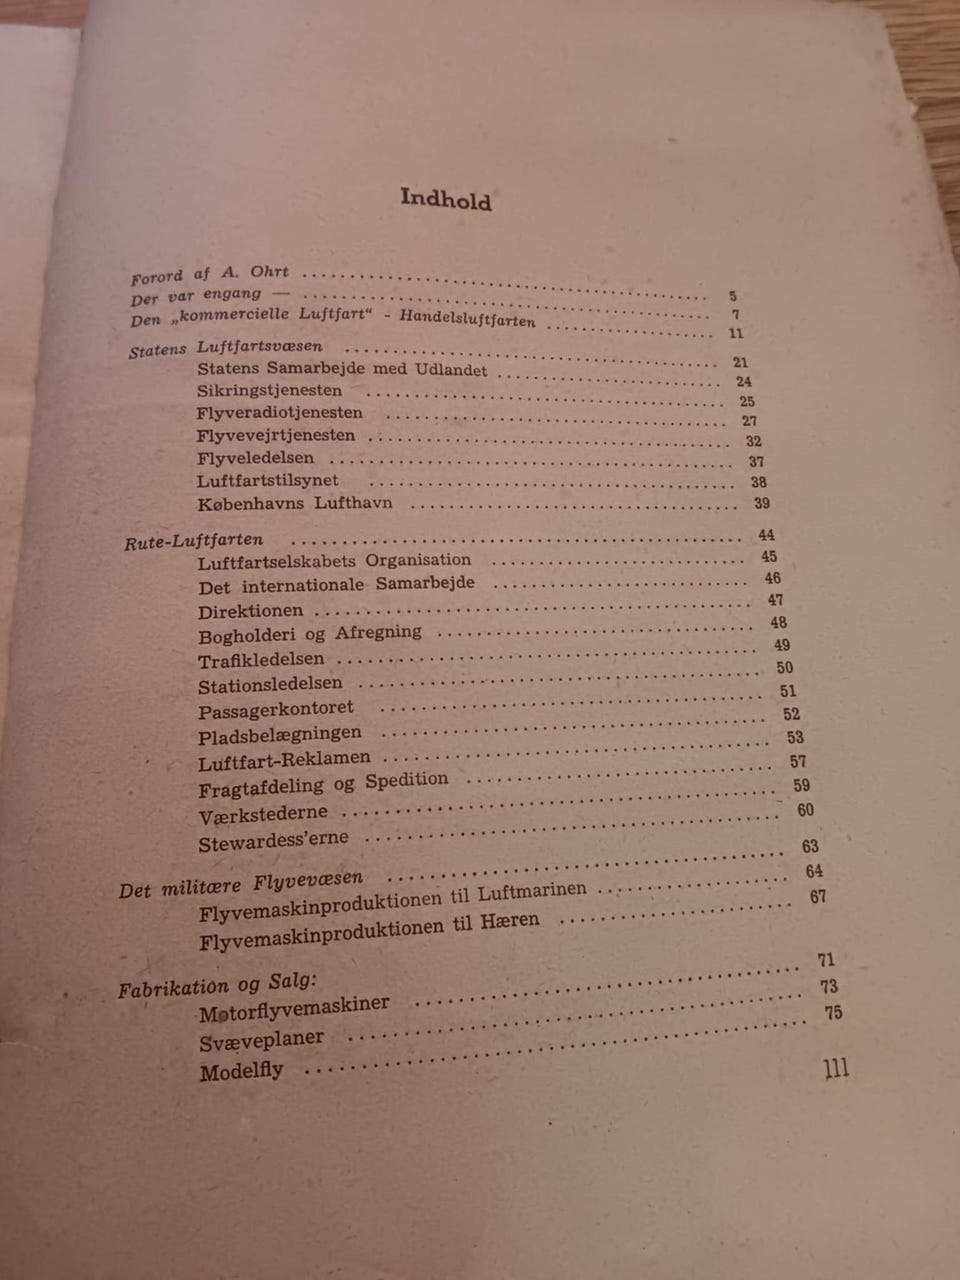 Indhold
Forord af A. Ohrt ........................................ 5
Der var engang — ........................................ 7
Den „kommercielle Luftfart“ - Handelsluftfarten .................. 11
Statens Luftfartsvæsen ........................................ 21
Statens Samarbejde med Udlandet ........................ 24
Sikringstjenesten ........................................ 25
Flyveradiotjenesten ........................................ 27
Flyvevejrtjenesten ........................................ 32
Flyveledelsen ........................................ 37
Luftfartstilsynet ........................................ 38
Københavns Lufthavn ........................................ 39
Rute-Luftfarten ........................................ 44
Luftfartselskabets Organisation ........................ 45
Det internationale Samarbejde ........................ 46
Direktionen ........................................ 47
Bogholderi og Afregning ........................................ 48
Trafikledelsen ........................................ 49
Stationsledelsen ........................................ 50
Passagerkontoret ........................................ 51
Pladsbelægningen ........................................ 52
Luftfart-Reklamen ........................................ 53
Fragtafdeling og Spedition ........................................ 57
Værkstederne ........................................ 59
Stewardess'erne ........................................ 60
Det militære Flyvevæsen ........................................ 63
Flyvemaskinproduktionen til Luftmarinen .................. 64
Flyvemaskinproduktionen til Hæren ........................ 67
Fabrikation og Salg:
Motorflyvemaskiner ........................................ 71
Svæveplaner ........................................ 73
Modelfly ........................................ 75
111